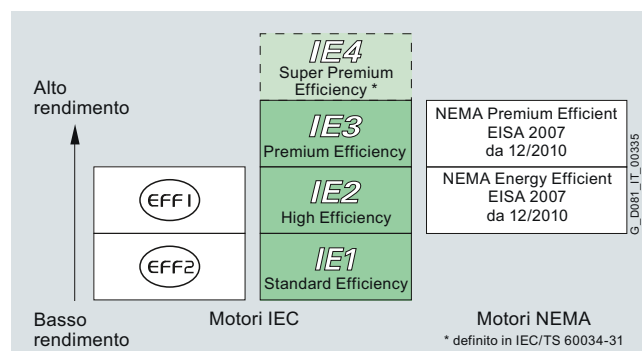 IE4
Super Premium
Efficiency *
Alto
rendimento
IE3
Premium Efficiency
NEMA Premium Efficient
EISA 2007
da 12/2010
EFF1
IE2
High Efficiency
NEMA Energy Efficient
EISA 2007
da 12/2010
EFF2
IE1
Standard Efficiency
Basso
rendimento
Motori IEC
Motori NEMA
* definito in IEC/TS 60034-31
G_D081_IT_00335